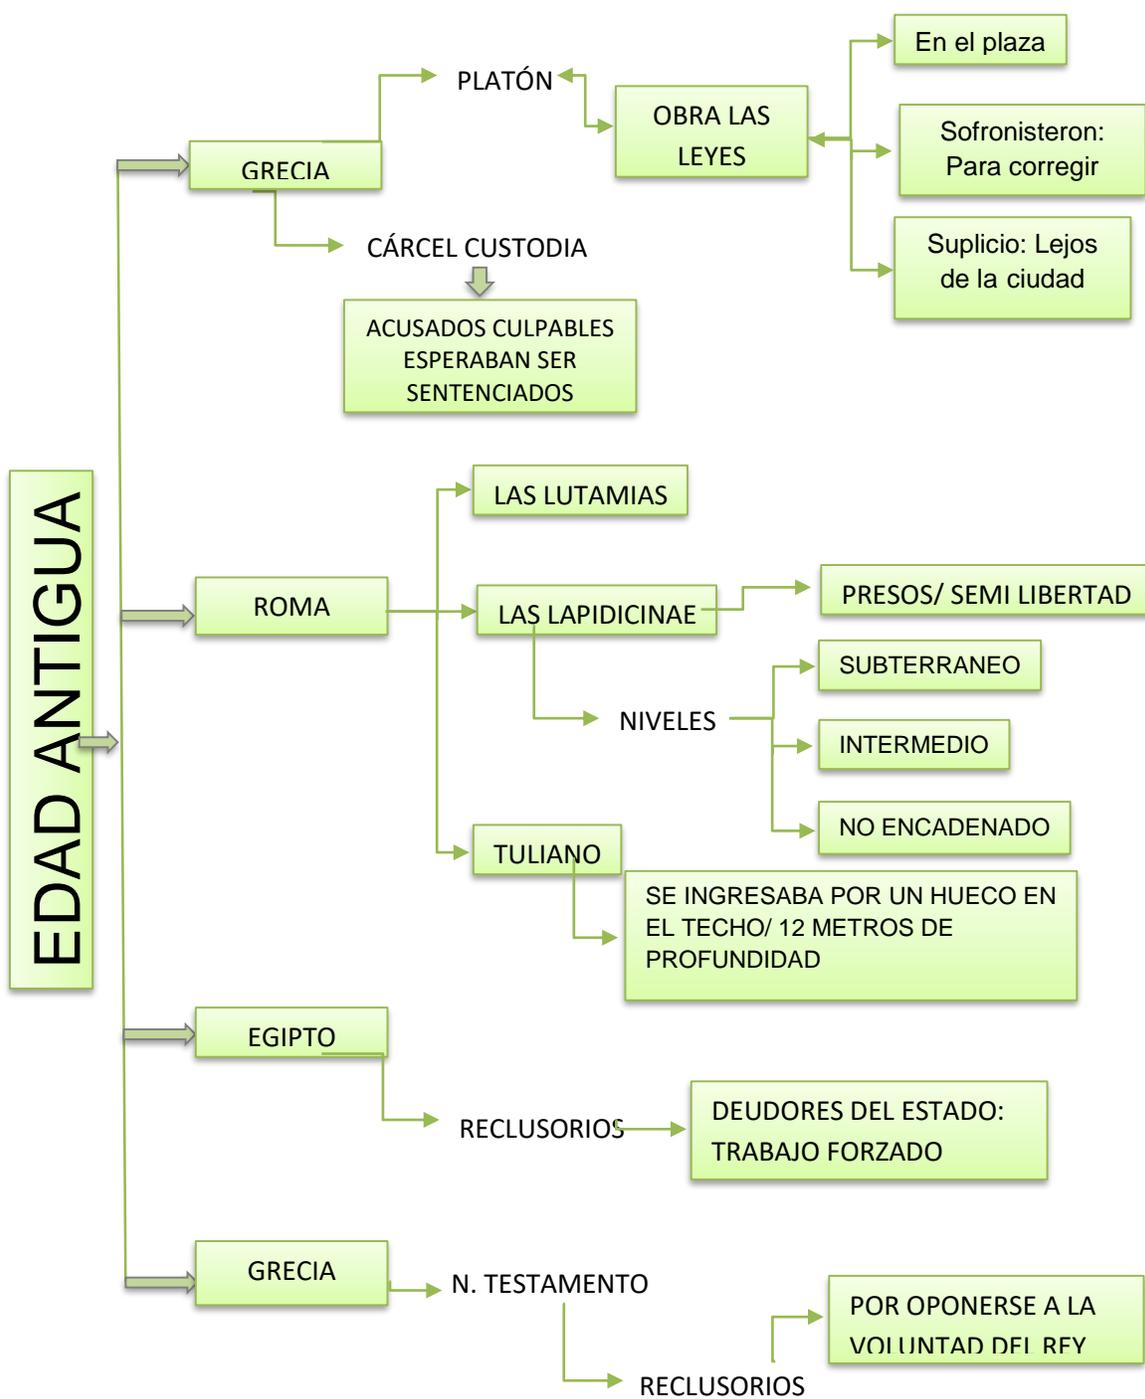 EDAD ANTIGUA
GRECIA
PLATÓN
OBRA LAS
LEYES
En el plaza
Sofronisteron:
Para corregir
Suplicio: Lejos
de la ciudad
CÁRCEL CUSTODIA
ACUSADOS CULPABLES
ESPERABAN SER
SENTENCIADOS
ROMA
LAS LUTAMIAS
LAS LAPIDICINAE
PRESOS/ SEMI LIBERTAD
NIVELES
SUBTERRANEO
INTERMEDIO
NO ENCADENADO
TULIANO
SE INGRESABA POR UN HUECO EN
EL TECHO/ 12 METROS DE
PROFUNDIDAD
EGIPTO
RECLUSORIOS
DEUDORES DEL ESTADO:
TRABAJO FORZADO
GRECIA
N. TESTAMENTO
RECLUSORIOS
POR OPONERSE A LA
VOLUNTAD DEL REY